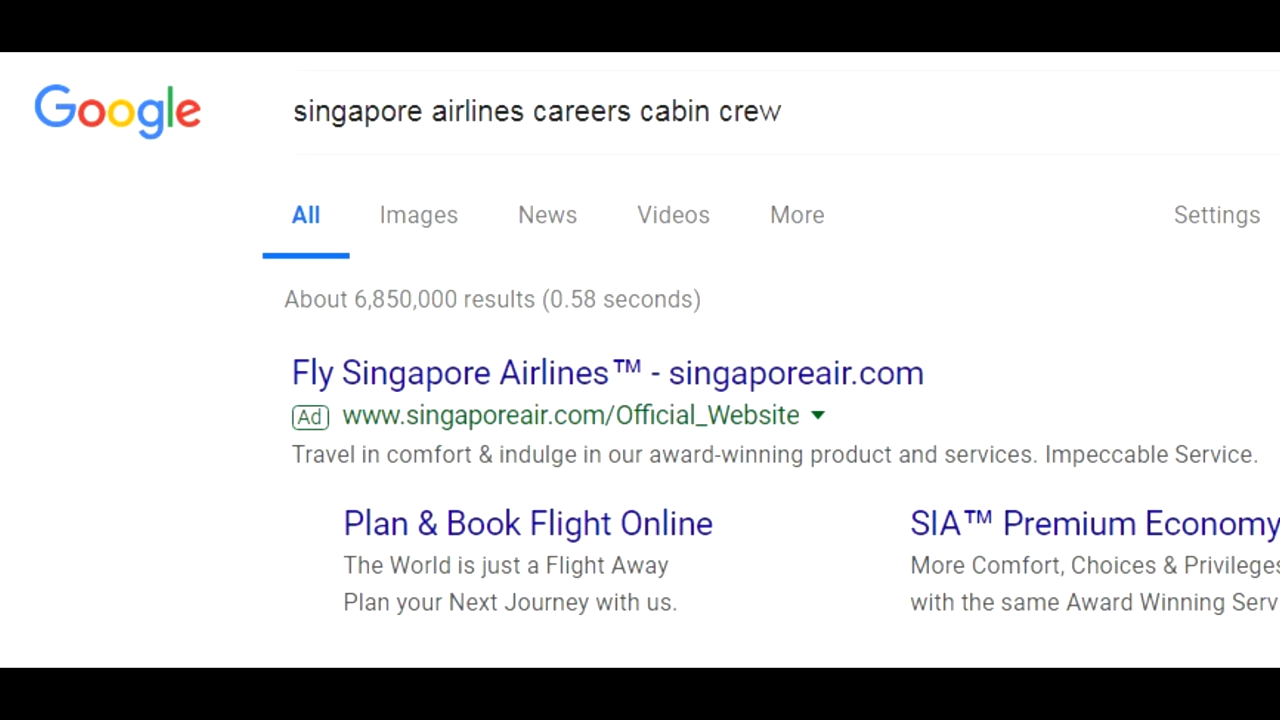 Google
singapore airlines careers cabin crew
All Images News Videos More Settings
About 6,850,000 results (0.58 seconds)
Fly Singapore Airlines™ - singaporeair.com
Ad www.singaporeair.com/Official_Website
Travel in comfort & indulge in our award-winning product and services. Impeccable Service.
Plan & Book Flight Online
The World is just a Flight Away
Plan your Next Journey with us.
SIA™ Premium Economy
More Comfort, Choices & Privileges
with the same Award Winning Serv